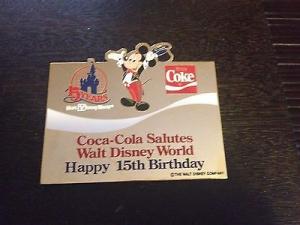 15 YEARS
Walt Disney World
Enjoy
Coke
Coca-Cola Salutes
Walt Disney World
Happy 15th Birthday
© THE WALT DISNEY COMPANY